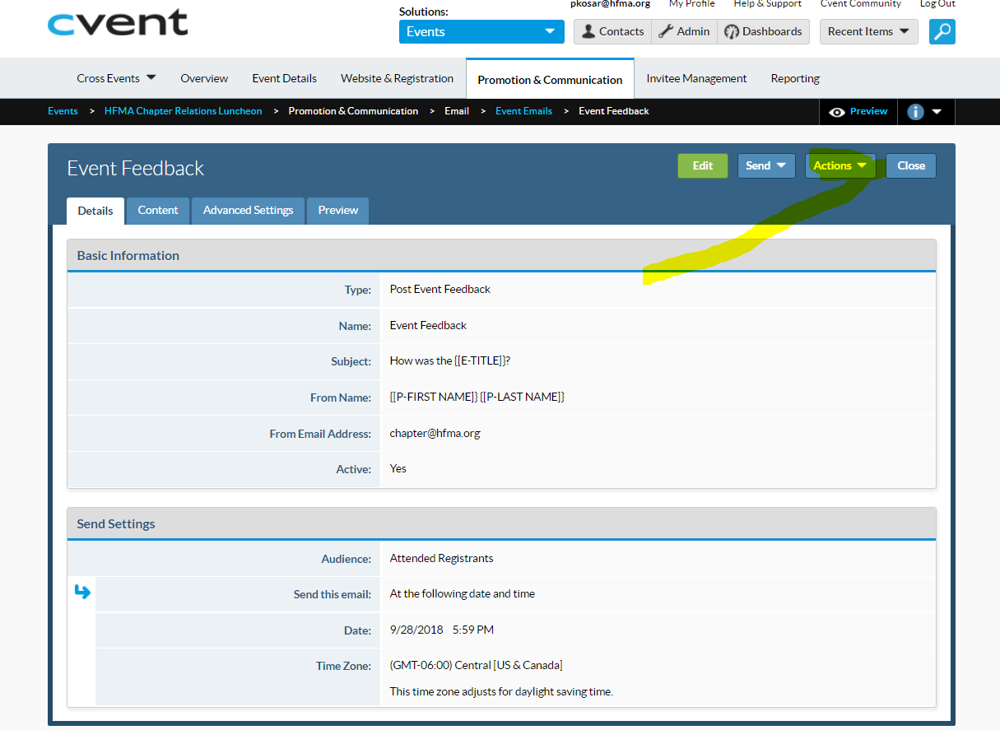 cvent
Solutions:
Events
pkosar@hfma.org My Profile Help & Support Cvent Community Log Out
Contacts Admin Dashboards Recent Items
Cross Events Overview Event Details Website & Registration Promotion & Communication Invitee Management Reporting
Events > HFMA Chapter Relations Luncheon > Promotion & Communication > Email > Event Emails > Event Feedback Preview i
Event Feedback Edit Send Actions Close
Details Content Advanced Settings Preview
Basic Information
Type: Post Event Feedback
Name: Event Feedback
Subject: How was the {[E-TITLE]}?
From Name: {[P-FIRST NAME]} {[P-LAST NAME]}
From Email Address: chapter@hfma.org
Active: Yes
Send Settings
Audience: Attended Registrants
Send this email: At the following date and time
Date: 9/28/2018 5:59 PM
Time Zone: (GMT-06:00) Central [US & Canada]
This time zone adjusts for daylight saving time.